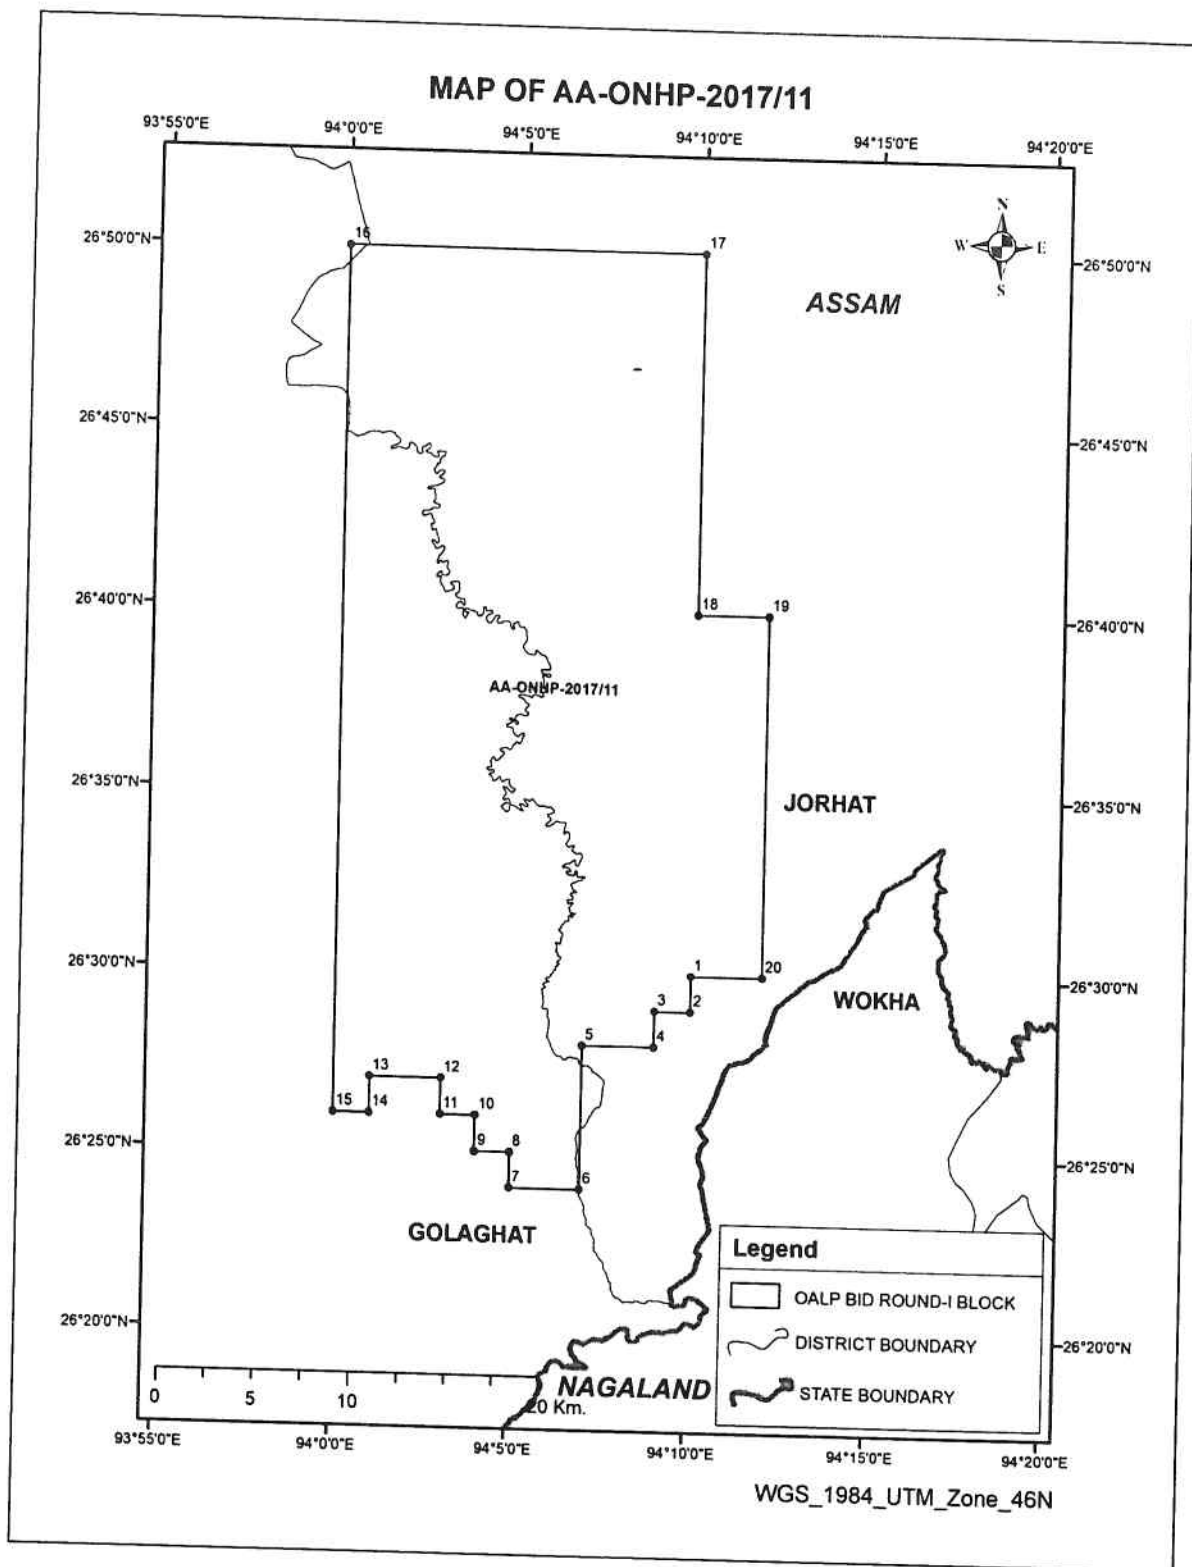 MAP OF AA-ONHP-2017/11
93°55'0"E 94°0'0"E 94°5'0"E 94°10'0"E 94°15'0"E 94°20'0"E
N
W E
S
26°50'0"N 16 17 26°50'0"N
ASSAM
26°45'0"N 26°45'0"N
26°40'0"N 18 19 26°40'0"N
AA-ONHP-2017/11
26°35'0"N 26°35'0"N
JORHAT
26°30'0"N 1 20 26°30'0"N
WOKHA
3 2
5 4
13 12
15 14 11 10
26°25'0"N 9 8 26°25'0"N
7 6
GOLAGHAT
Legend
OALP BID ROUND-I BLOCK
DISTRICT BOUNDARY
STATE BOUNDARY
26°20'0"N 26°20'0"N
NAGALAND
0 5 10 20 Km.
93°55'0"E 94°0'0"E 94°5'0"E 94°10'0"E 94°15'0"E 94°20'0"E
WGS_1984_UTM_Zone_46N